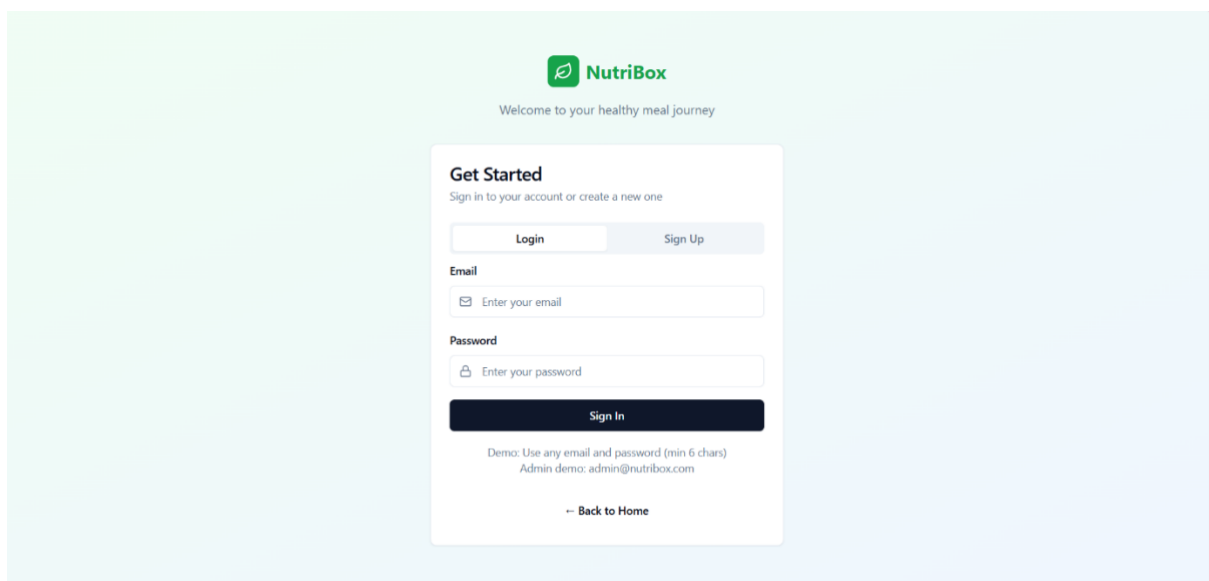 NutriBox
Welcome to your healthy meal journey
Get Started
Sign in to your account or create a new one
Login
Sign Up
Email
Enter your email
Password
Enter your password
Sign In
Demo: Use any email and password (min 6 chars)
Admin demo: admin@nutribox.com
← Back to Home